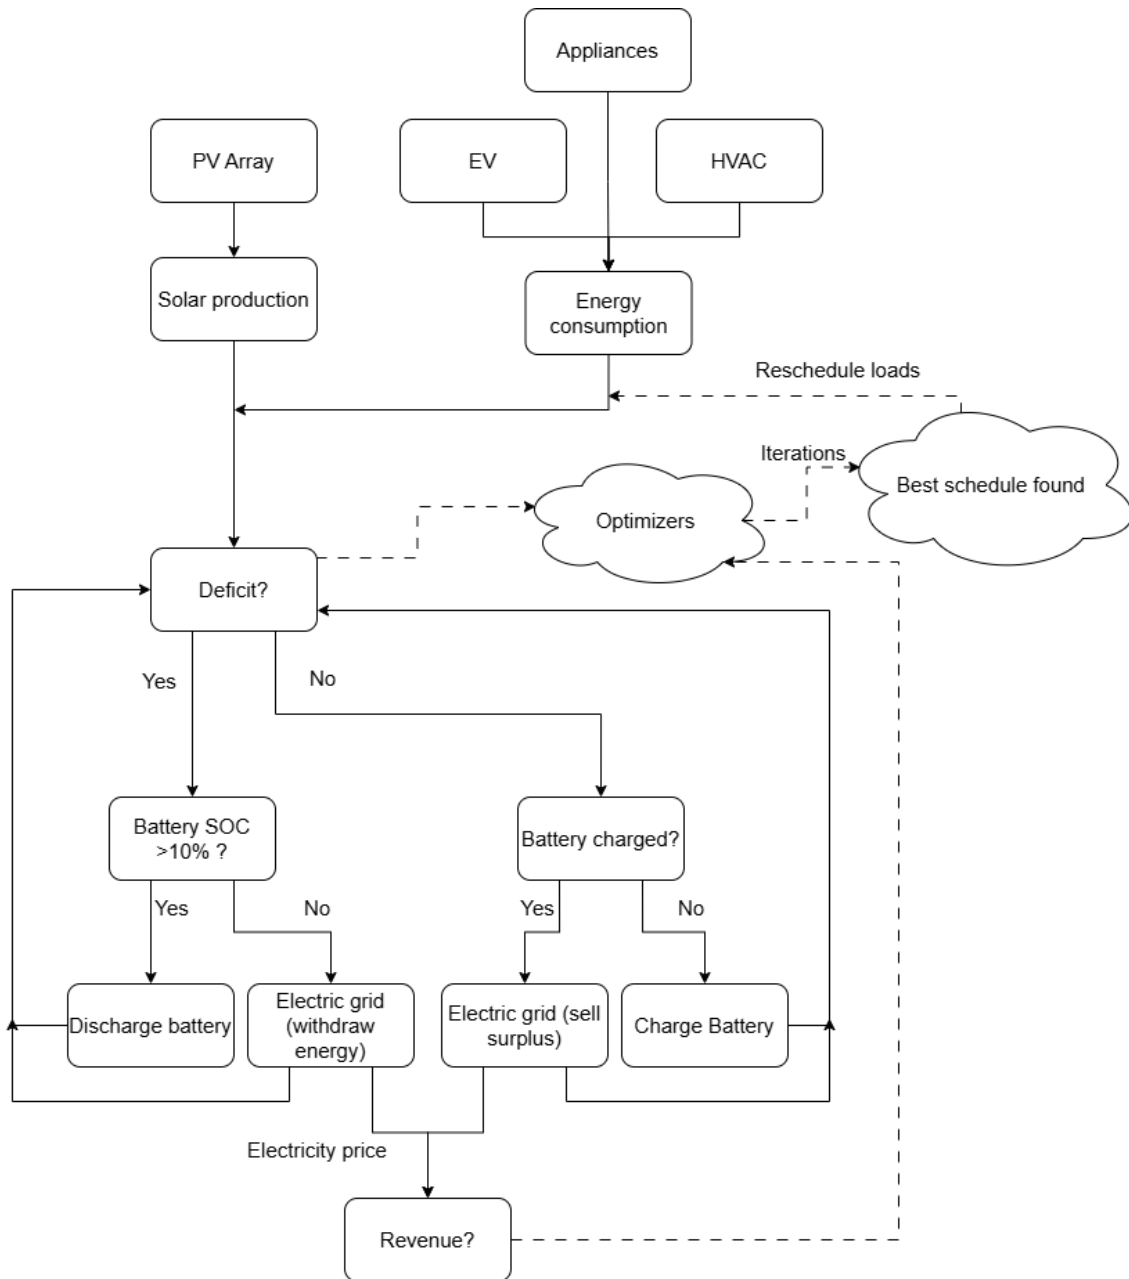 Appliances
PV Array
EV
HVAC
Solar production
Energy
consumption
Reschedule loads
Iterations
Best schedule found
Optimizers
Deficit?
Yes
No
Battery SOC
>10% ?
Battery charged?
Yes
No
Yes
No
Discharge battery
Electric grid
(withdraw
energy)
Electric grid (sell
surplus)
Charge Battery
Electricity price
Revenue?